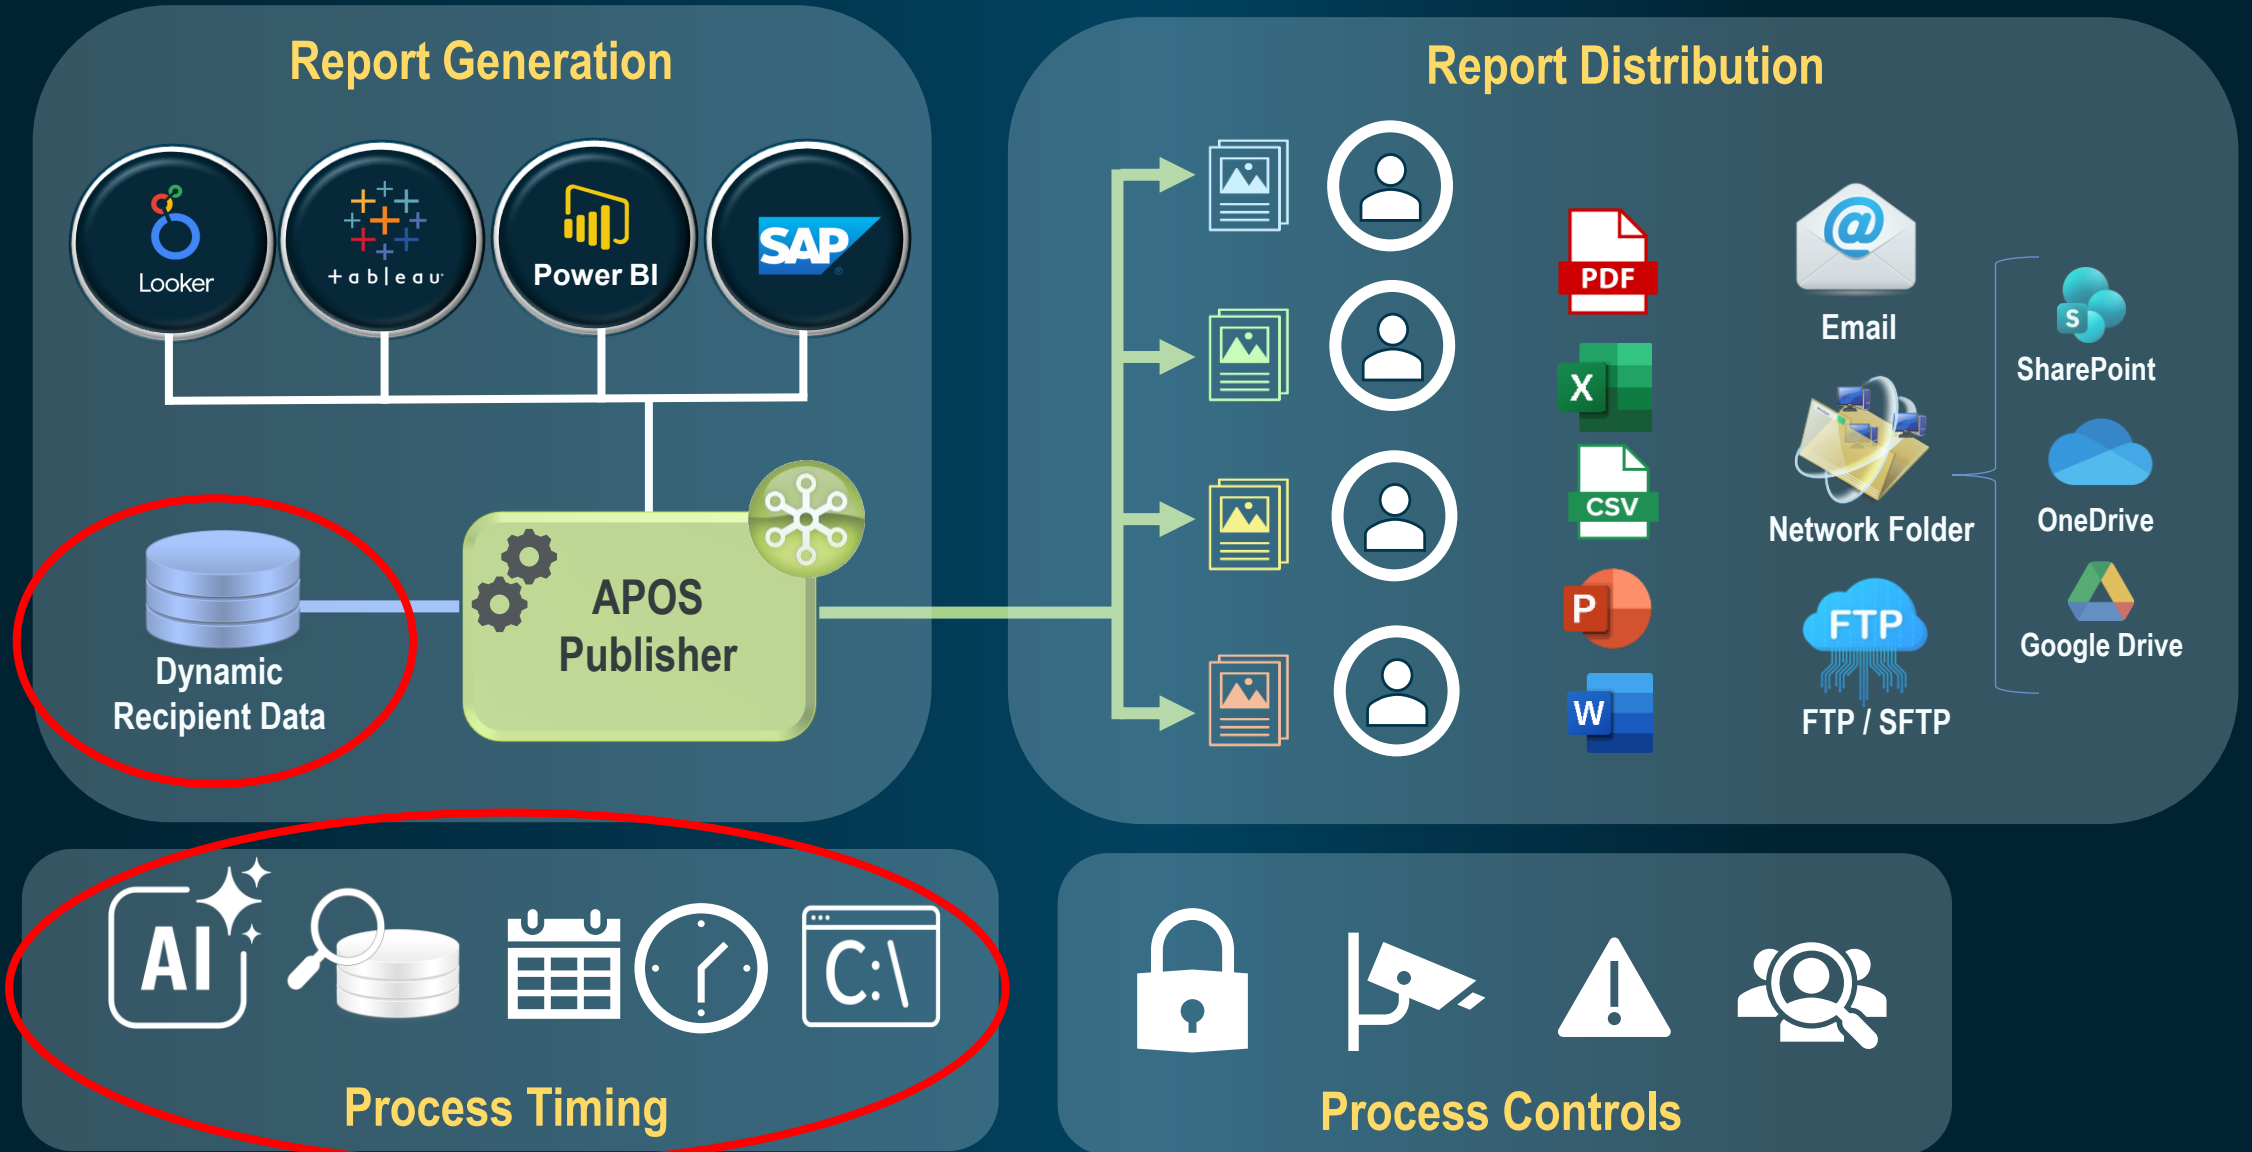 Report Generation
Looker
+ableau
Power BI
SAP
Dynamic
Recipient Data
APOS
Publisher
Report Distribution
PDF
X
CSV
P
W
@
Email
Network Folder
FTP
FTP / SFTP
S
SharePoint
OneDrive
Google Drive
AI
C:\
Process Timing
!
Process Controls